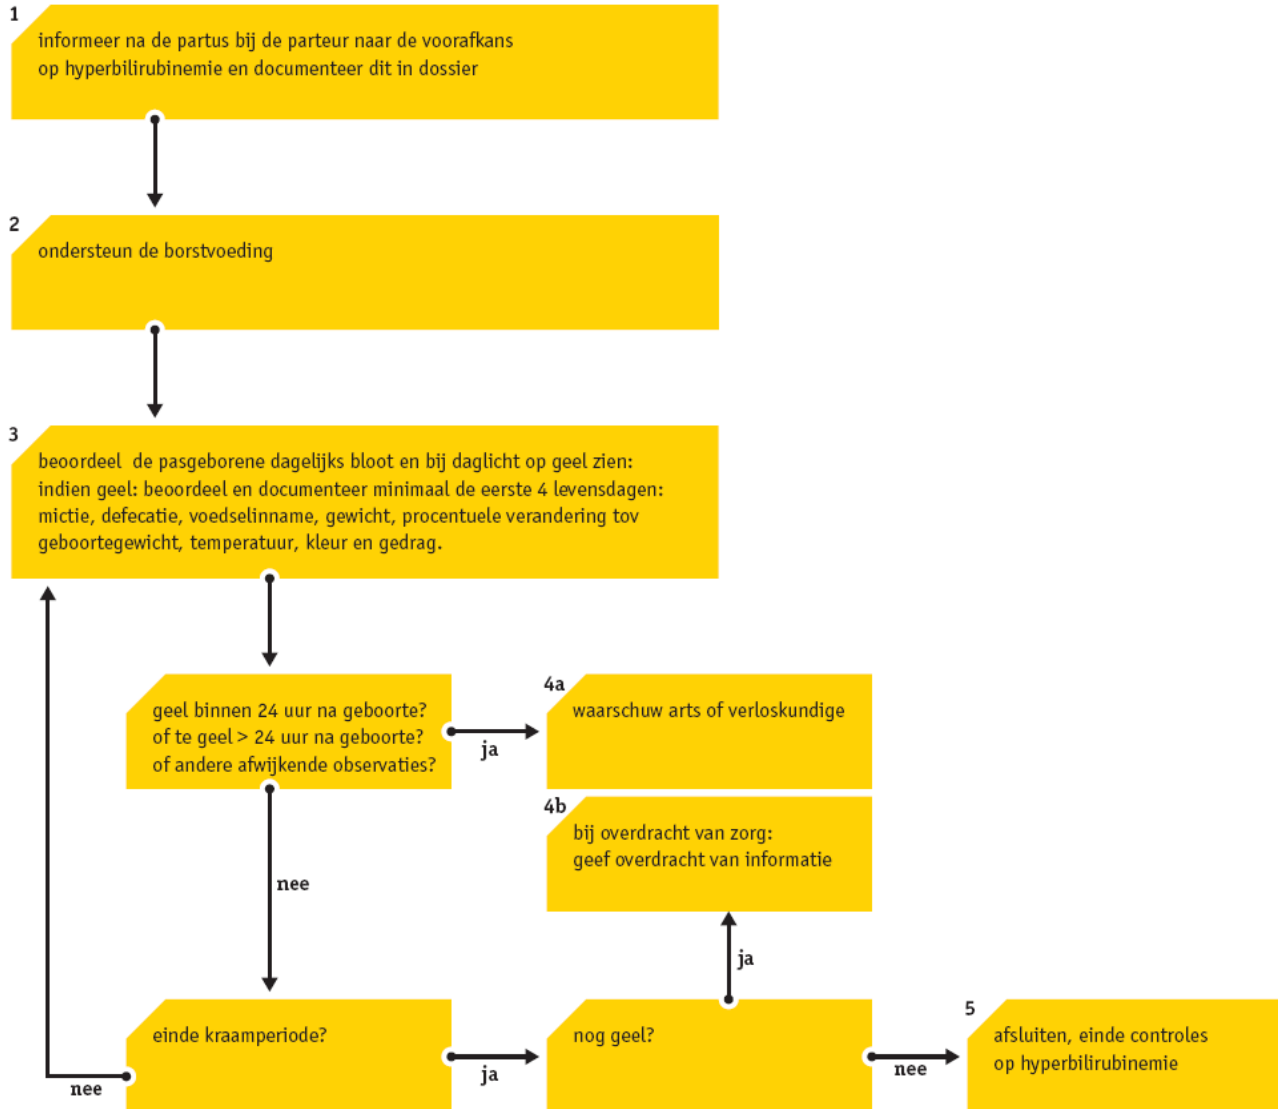 1
informeer na de partus bij de parteur naar de voorafkans
op hyperbilirubinemie en documenteer dit in dossier
2
ondersteun de borstvoeding
3
beoordeel de pasgeborene dagelijks bloot en bij daglicht op geel zien:
indien geel: beoordeel en documenteer minimaal de eerste 4 levensdagen:
mictie, defecatie, voedselinname, gewicht, procentuele verandering tov
geboortegewicht, temperatuur, kleur en gedrag.
geel binnen 24 uur na geboorte?
of te geel > 24 uur na geboorte?
of andere afwijkende observaties?
ja
4a
waarschuw arts of verloskundige
4b
bij overdracht van zorg:
geef overdracht van informatie
nee
ja
einde kraamperiode?
nee
ja
nog geel?
nee
5
afsluiten, einde controles
op hyperbilirubinemie